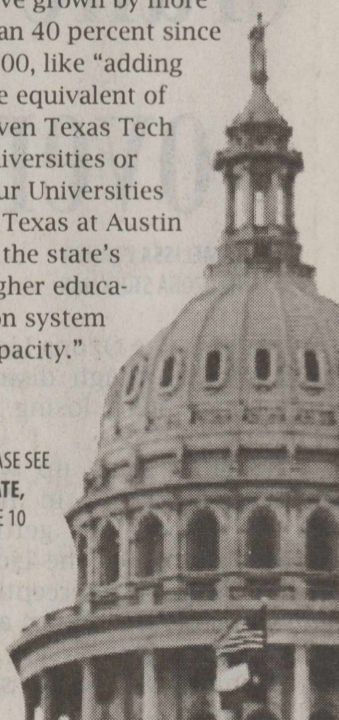 ve grown by more
an 40 percent since
00, like “adding
e equivalent of
ven Texas Tech
iversities or
ur Universities
Texas at Austin
the state’s
gher educa-
on system
pacity.”
ASE SEE
TE,
E 10